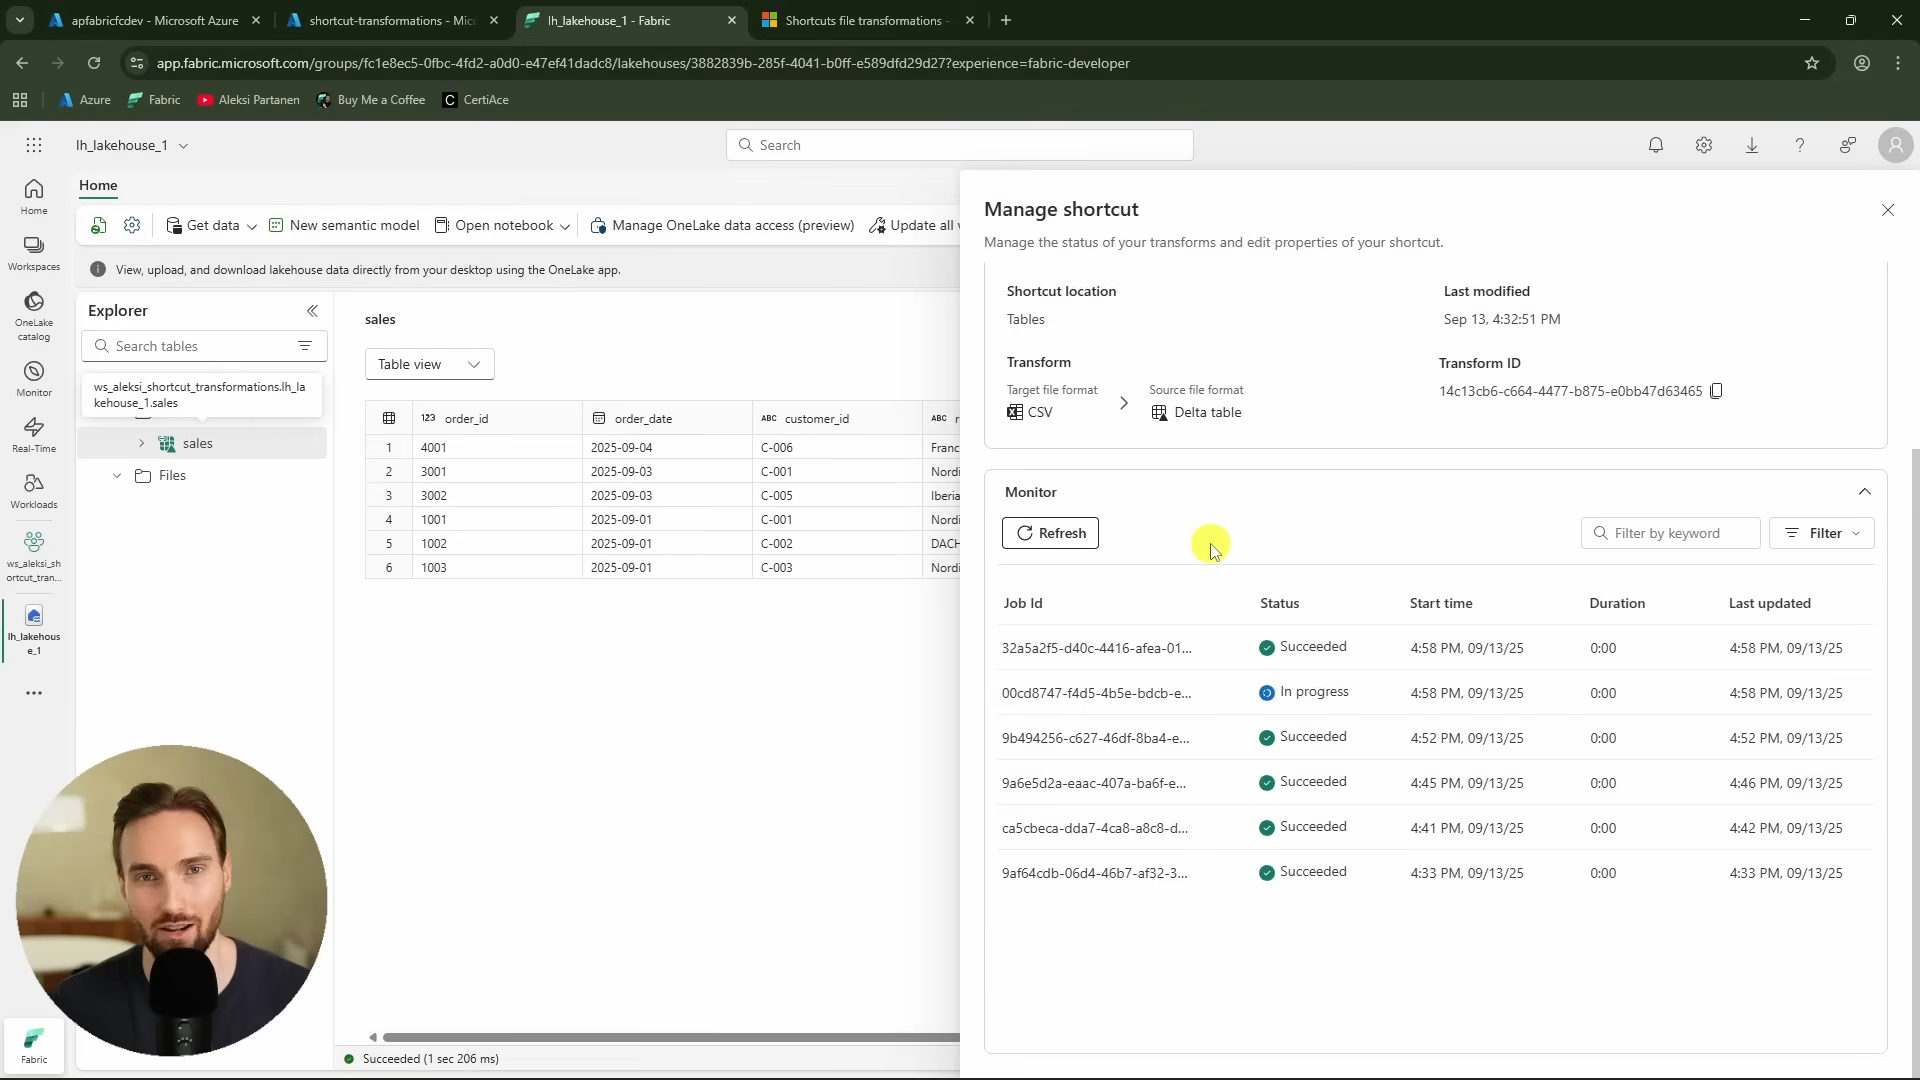 apfabricfcdev - Microsoft Azure
shortcut-transformations - Mic
lh_lakehouse_1 - Fabric
Shortcuts file transformations -
app.fabric.microsoft.com/groups/fc1e8ec5-0fbc-4fd2-a0d0-e47ef41dadc8/lakehouses/3882839b-285f-4041-b0ff-e589dfd29d27?experience=fabric-developer
Azure
Fabric
Aleksi Partanen
Buy Me a Coffee
CertiAce
lh_lakehouse_1
Search
Home
Workspaces
OneLake
catalog
Monitor
Real-Time
Workloads
ws_aleksi_sh
ortcut_tran...
lh_lakehous
e_1
Fabric
Home
Get data
New semantic model
Open notebook
Manage OneLake data access (preview)
Update all
View, upload, and download lakehouse data directly from your desktop using the OneLake app.
Explorer
Search tables
ws_aleksi_shortcut_transformations.lh_la
kehouse_1.sales
sales
Files
sales
Table view
123 order_id order_date ABC customer_id ABC
1 4001 2025-09-04 C-006 Franc
2 3001 2025-09-03 C-001 Nordi
3 3002 2025-09-03 C-005 Iberia
4 1001 2025-09-01 C-001 Nordi
5 1002 2025-09-01 C-002 DACH
6 1003 2025-09-01 C-003 Nordi
Succeeded (1 sec 206 ms)
Manage shortcut
Manage the status of your transforms and edit properties of your shortcut.
Shortcut location
Tables
Last modified
Sep 13, 4:32:51 PM
Transform
Target file format
CSV
Source file format
Delta table
Transform ID
14c13cb6-c664-4477-b875-e0bb47d63465
Monitor
Refresh
Filter by keyword
Filter
Job Id Status Start time Duration Last updated
32a5a2f5-d40c-4416-afea-01... Succeeded 4:58 PM, 09/13/25 0:00 4:58 PM, 09/13/25
00cd8747-f4d5-4b5e-bdcb-e... In progress 4:58 PM, 09/13/25 0:00 4:58 PM, 09/13/25
9b494256-c627-46df-8ba4-e... Succeeded 4:52 PM, 09/13/25 0:00 4:52 PM, 09/13/25
9a6e5d2a-eaac-407a-ba6f-e... Succeeded 4:45 PM, 09/13/25 0:00 4:46 PM, 09/13/25
ca5cbeca-dda7-4ca8-a8c8-d... Succeeded 4:41 PM, 09/13/25 0:00 4:42 PM, 09/13/25
9af64cdb-06d4-46b7-af32-3... Succeeded 4:33 PM, 09/13/25 0:00 4:33 PM, 09/13/25